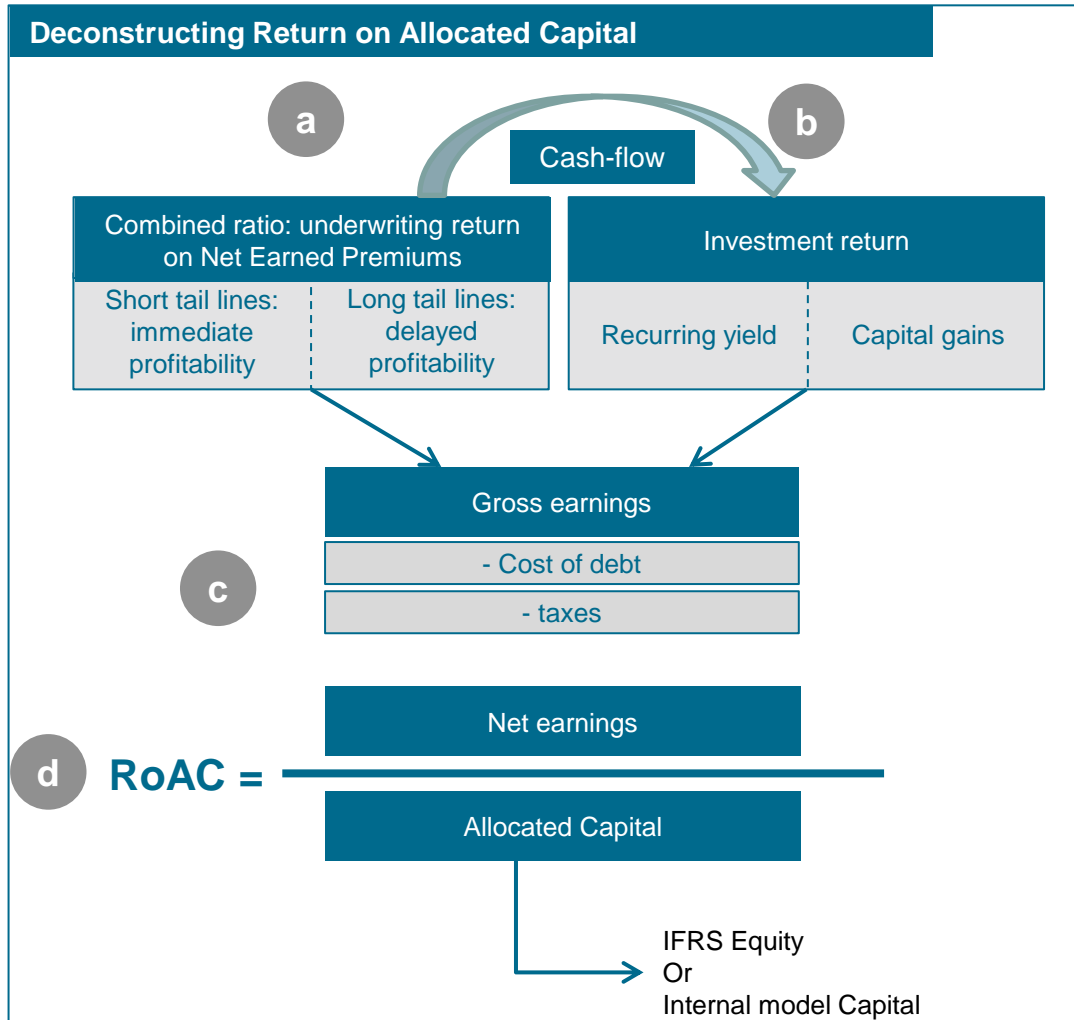 Deconstructing Return on Allocated Capital
a
b
Cash-flow
Combined ratio: underwriting return
on Net Earned Premiums
Short tail lines:
immediate
profitability
Long tail lines:
delayed
profitability
Investment return
Recurring yield
Capital gains
Gross earnings
c
- Cost of debt
- taxes
Net earnings
d
RoAC =
Allocated Capital
IFRS Equity
Or
Internal model Capital